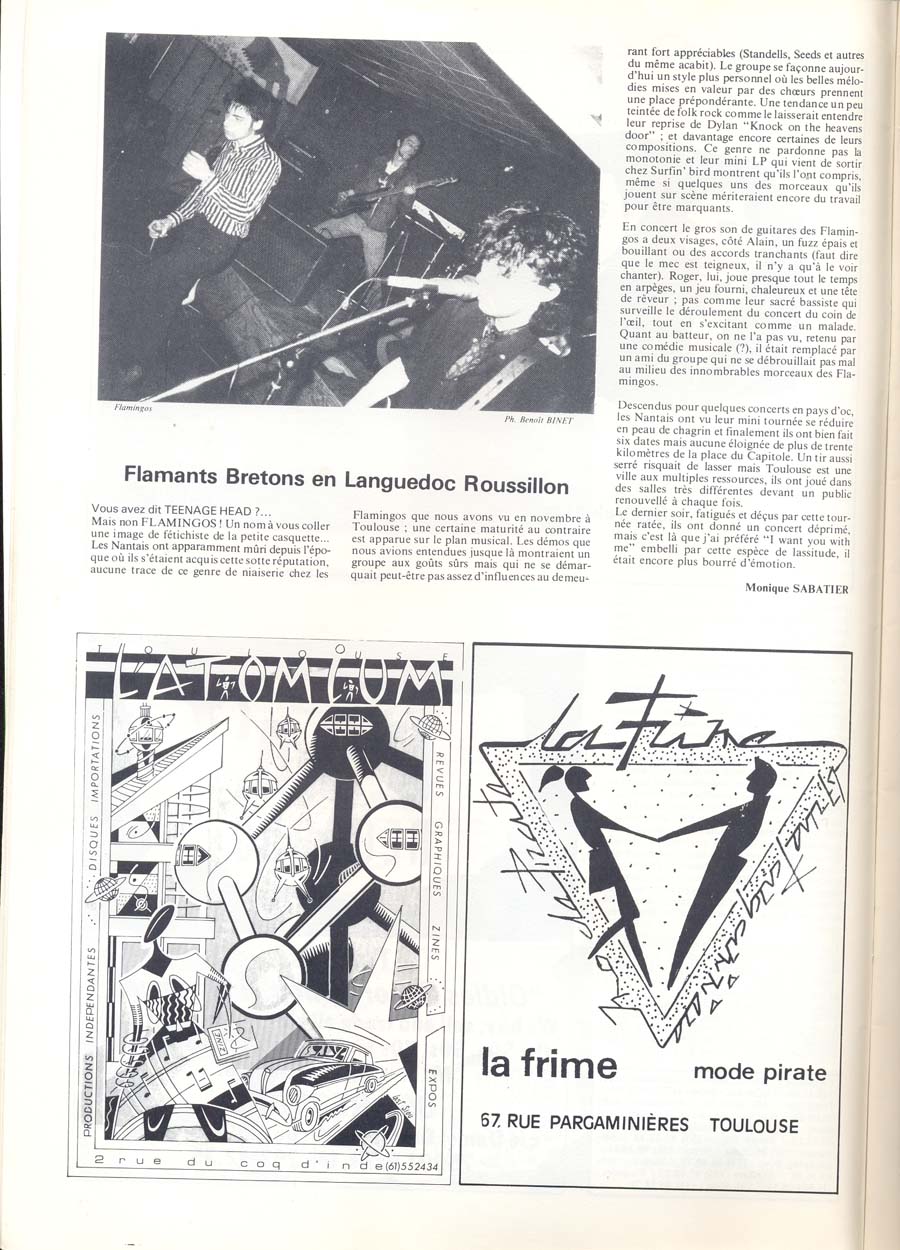 Flamingos
Ph. Benoît BINET
Flamants Bretons en Languedoc Roussillon
Vous avez dit TEENAGE HEAD ?...
Mais non FLAMINGOS ! Un nom à vous coller
une image de fétichiste de la petite casquette...
Les Nantais ont apparamment mûri depuis l'épo-
que où ils s'étaient acquis cette sotte réputation,
aucune trace de ce genre de niaiserie chez les
Flamingos que nous avons vu en novembre à
Toulouse ; une certaine maturité au contraire
est apparue sur le plan musical. Les démos que
nous avions entendues jusque là montraient un
groupe aux goûts sûrs mais qui ne se démar-
quait peut-être pas assez d'influences au demeu-
rant fort appréciables (Standells, Seeds et autres
du même acabit). Le groupe se façonne aujour-
d'hui un style plus personnel où les belles mélo-
dies mises en valeur par des chœurs prennent
une place prépondérante. Une tendance un peu
teintée de folk rock comme le laisserait entendre
leur reprise de Dylan "Knock on the heavens
door" ; et davantage encore certaines de leurs
compositions. Ce genre ne pardonne pas la
monotonie et leur mini LP qui vient de sortir
chez Surfin' bird montrent qu'ils l'ont compris,
même si quelques uns des morceaux qu'ils
jouent sur scène mériteraient encore du travail
pour être marquants.
En concert le gros son de guitares des Flamin-
gos a deux visages, côté Alain, un fuzz épais et
bouillant ou des accords tranchants (faut dire
que le mec est teigneux, il n'y a qu'à le voir
chanter). Roger, lui, joue presque tout le temps
en arpèges, un jeu fourni, chaleureux et une tête
de rêveur ; pas comme leur sacré bassiste qui
surveille le déroulement du concert du coin de
l'œil, tout en s'excitant comme un malade.
Quant au batteur, on ne l'a pas vu, retenu par
une comédie musicale (?), il était remplacé par
un ami du groupe qui ne se débrouillait pas mal
au milieu des innombrables morceaux des Fla-
mingos.
Descendus pour quelques concerts en pays d'oc,
les Nantais ont vu leur mini tournée se réduire
en peau de chagrin et finalement ils ont bien fait
six dates mais aucune éloignée de plus de trente
kilomètres de la place du Capitole. Un tir aussi
serré risquait de lasser mais Toulouse est une
ville aux multiples ressources, ils ont joué dans
des salles très différentes devant un public
renouvellé à chaque fois.
Le dernier soir, fatigués et déçus par cette tour-
née ratée, ils ont donné un concert déprimé,
mais c'est là que j'ai préféré "I want you with
me" embelli par cette espèce de lassitude, il
était encore plus bourré d'émotion.
Monique SABATIER
TOULOUSE
L'ATOMIUM
PRODUCTIONS INDEPENDANTES DISQUES IMPORTATIONS
REVUES GRAPHIQUES ZINES EXPOS
ZINE
2 rue du coq d'inde (61)552434
la Frime
la Frime
la frime
mode pirate
67. RUE PARGAMINIÈRES TOULOUSE